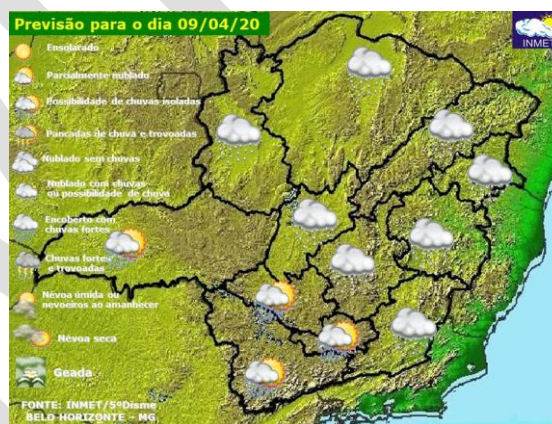 Previsão para o dia 09/04/20
INMET
Ensolarado
Parcialmente nublado
Possibilidade de chuvas isoladas
Pancadas de chuva e trovoadas
Nublado sem chuvas
Nublado com chuvas
ou possibilidade de chuva
Encoberto com
chuvas fortes
Chuvas fortes
e trovoadas
Névoa úmida ou
nevoeiros ao amanhecer
Névoa seca
Geada
FONTE: INMET/5ºDisme
BELO HORIZONTE - MG